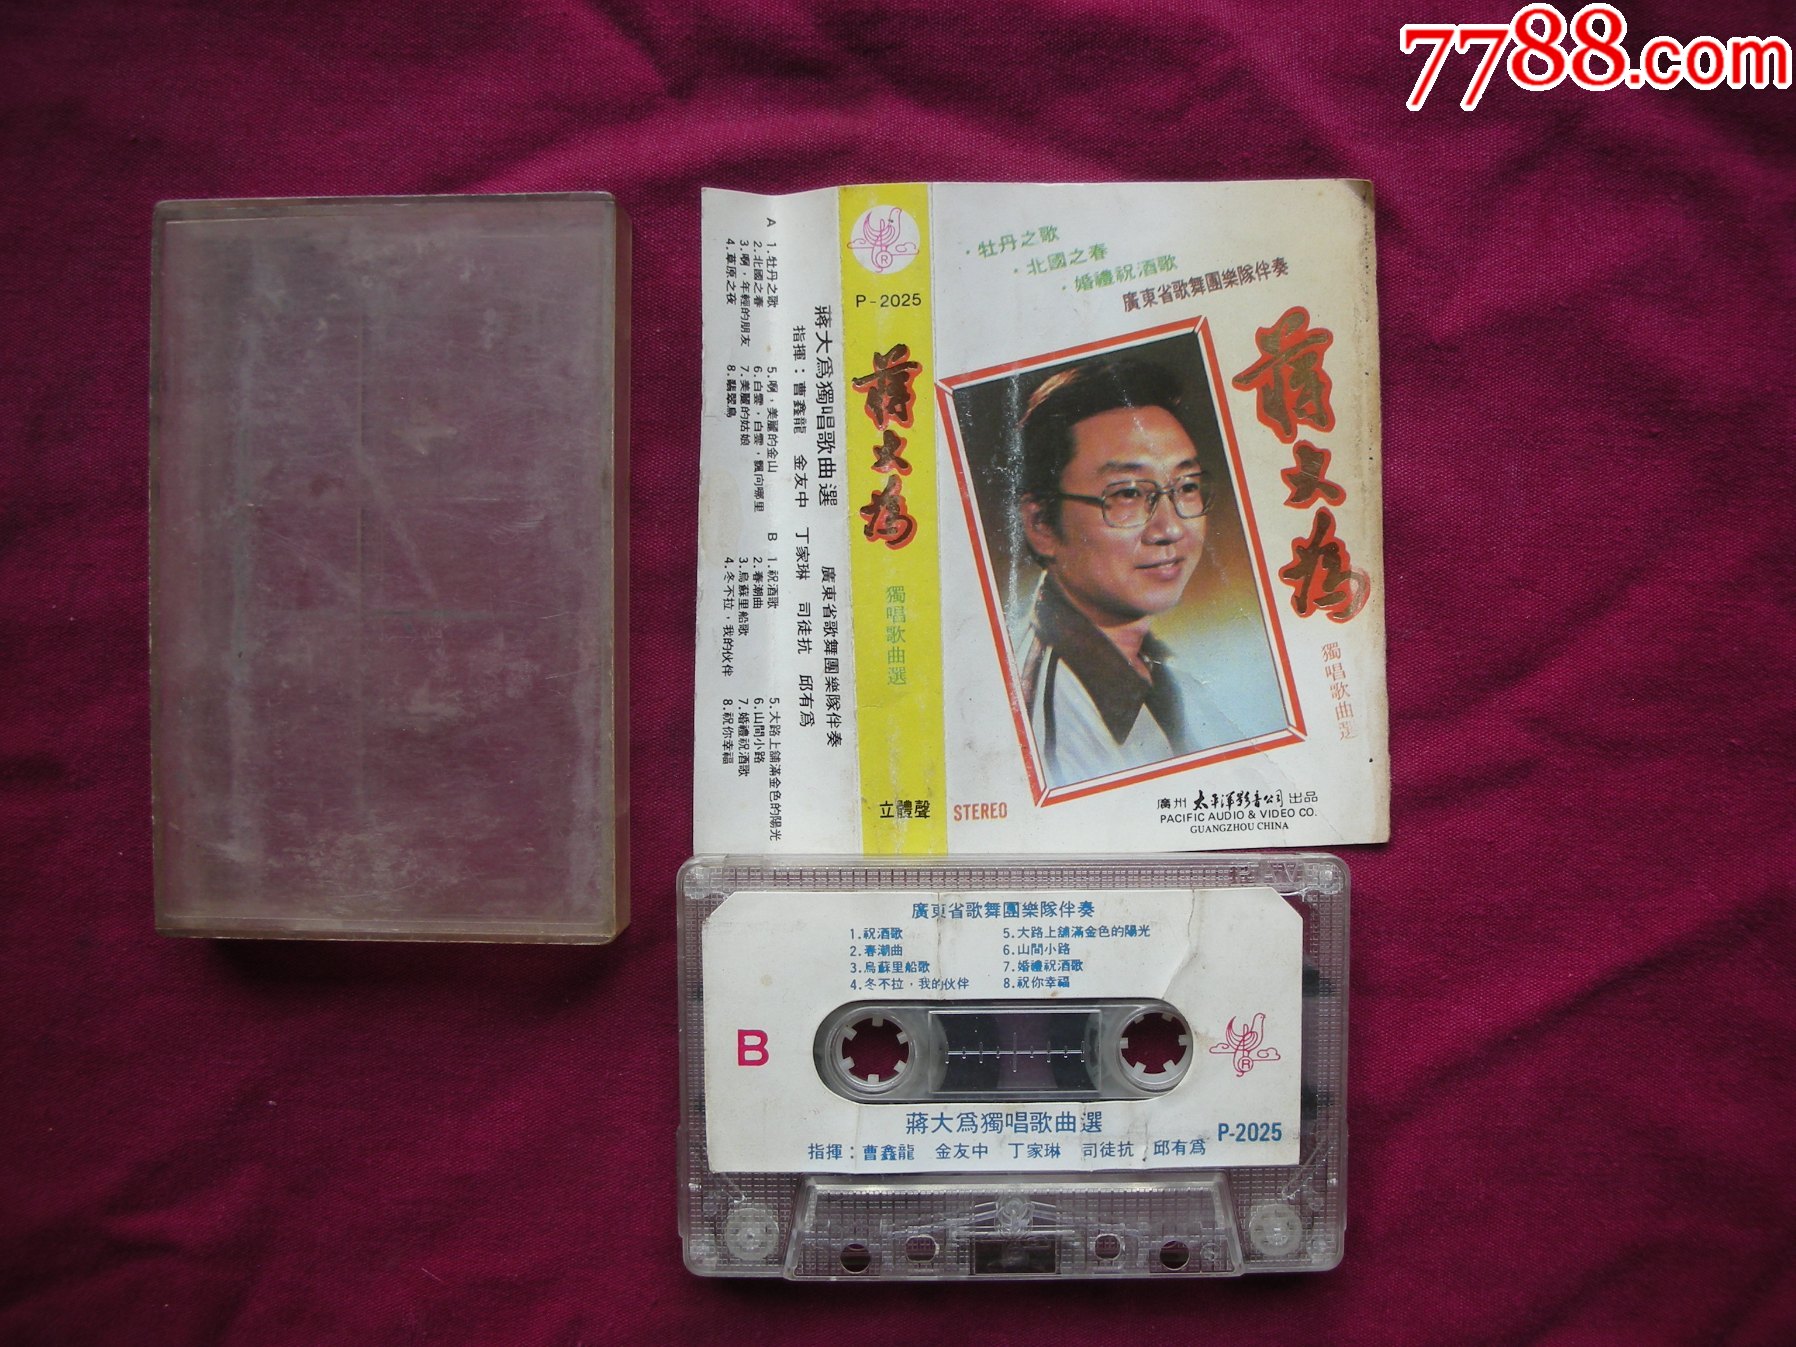 7788.com
A
1.牡丹之歌
2.北國之春
3.啊，年輕的朋友
4.草原之夜
5.啊，美麗的金山
6.白雲，白雲，飄向哪里
7.美麗的姑娘
8.翡翠鳥
B
1.祝酒歌
2.春潮曲
3.烏蘇里船歌
4.冬不拉，我的伙伴
5.大路上鋪滿金色的陽光
6.山間小路
7.婚禮祝酒歌
8.祝你幸福
蔣大爲獨唱歌曲選 廣東省歌舞團樂隊伴奏
指揮：曹鑫龍 金友中 丁家琳 司徒抗 邱有爲
R
P-2025
蒋大为
獨唱歌曲選
立體聲
·牡丹之歌
·北國之春
·婚禮祝酒歌
廣東省歌舞團樂隊伴奏
蒋大为
獨唱歌曲選
STEREO
廣州 太平洋影音公司 出品
PACIFIC AUDIO & VIDEO CO.
GUANGZHOU CHINA
廣東省歌舞團樂隊伴奏
1.祝酒歌
2.春潮曲
3.烏蘇里船歌
4.冬不拉，我的伙伴
5.大路上舖滿金色的陽光
6.山間小路
7.婚禮祝酒歌
8.祝你幸福
B
R
蔣大爲獨唱歌曲選
P-2025
指揮：曹鑫龍 金友中 丁家琳 司徒抗 邱有爲